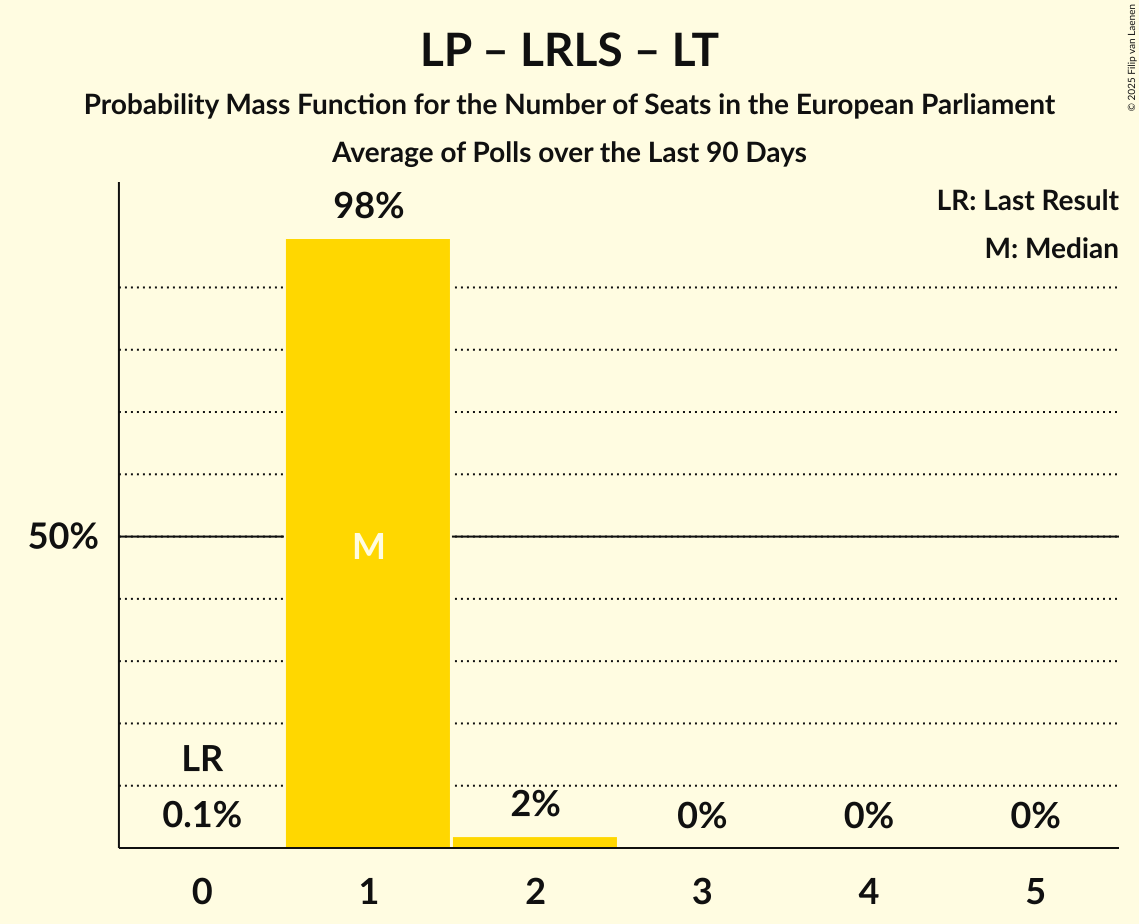 LP – LRLS – LT
Probability Mass Function for the Number of Seats in the European Parliament
Average of Polls over the Last 90 Days
© 2025 Filip van Laenen
LR: Last Result
M: Median
98%
50%
M
LR
0.1%
2%
0%
0%
0%
0
1
2
3
4
5